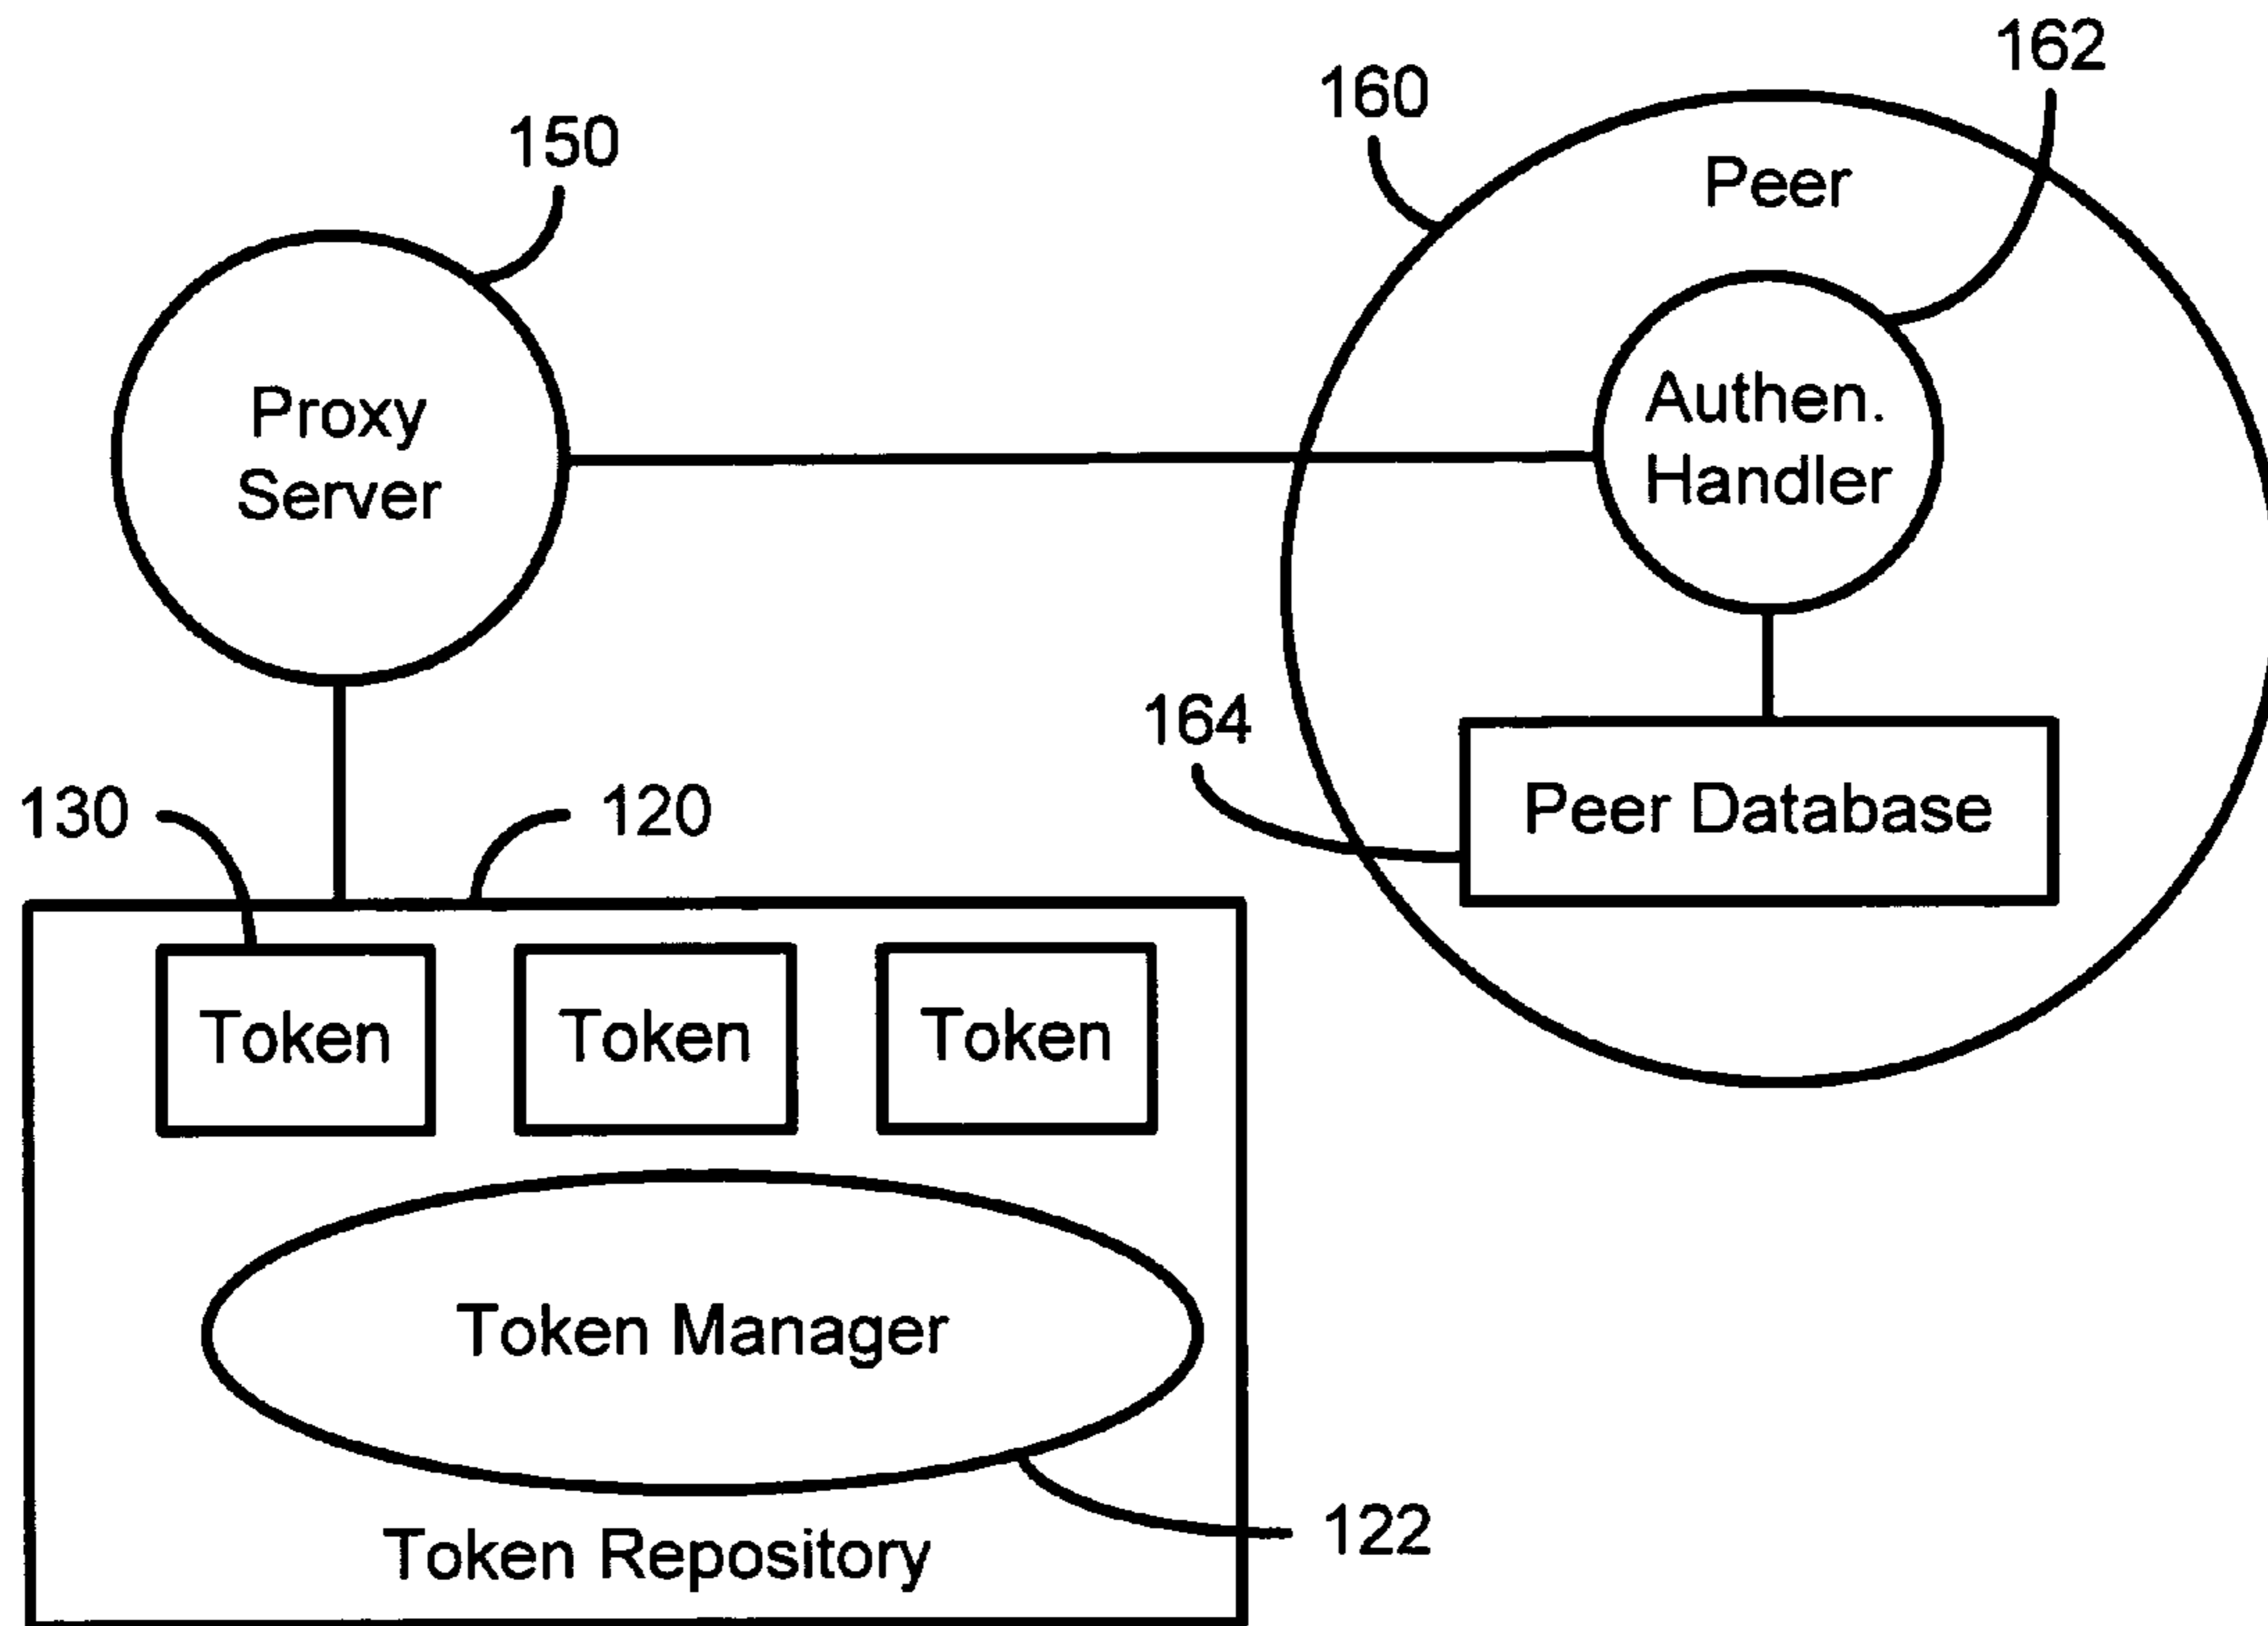 162
160
150
Peer
Proxy
Server
Authen.
Handler
164
Peer Database
130
120
Token
Token
Token
Token Manager
122
Token Repository